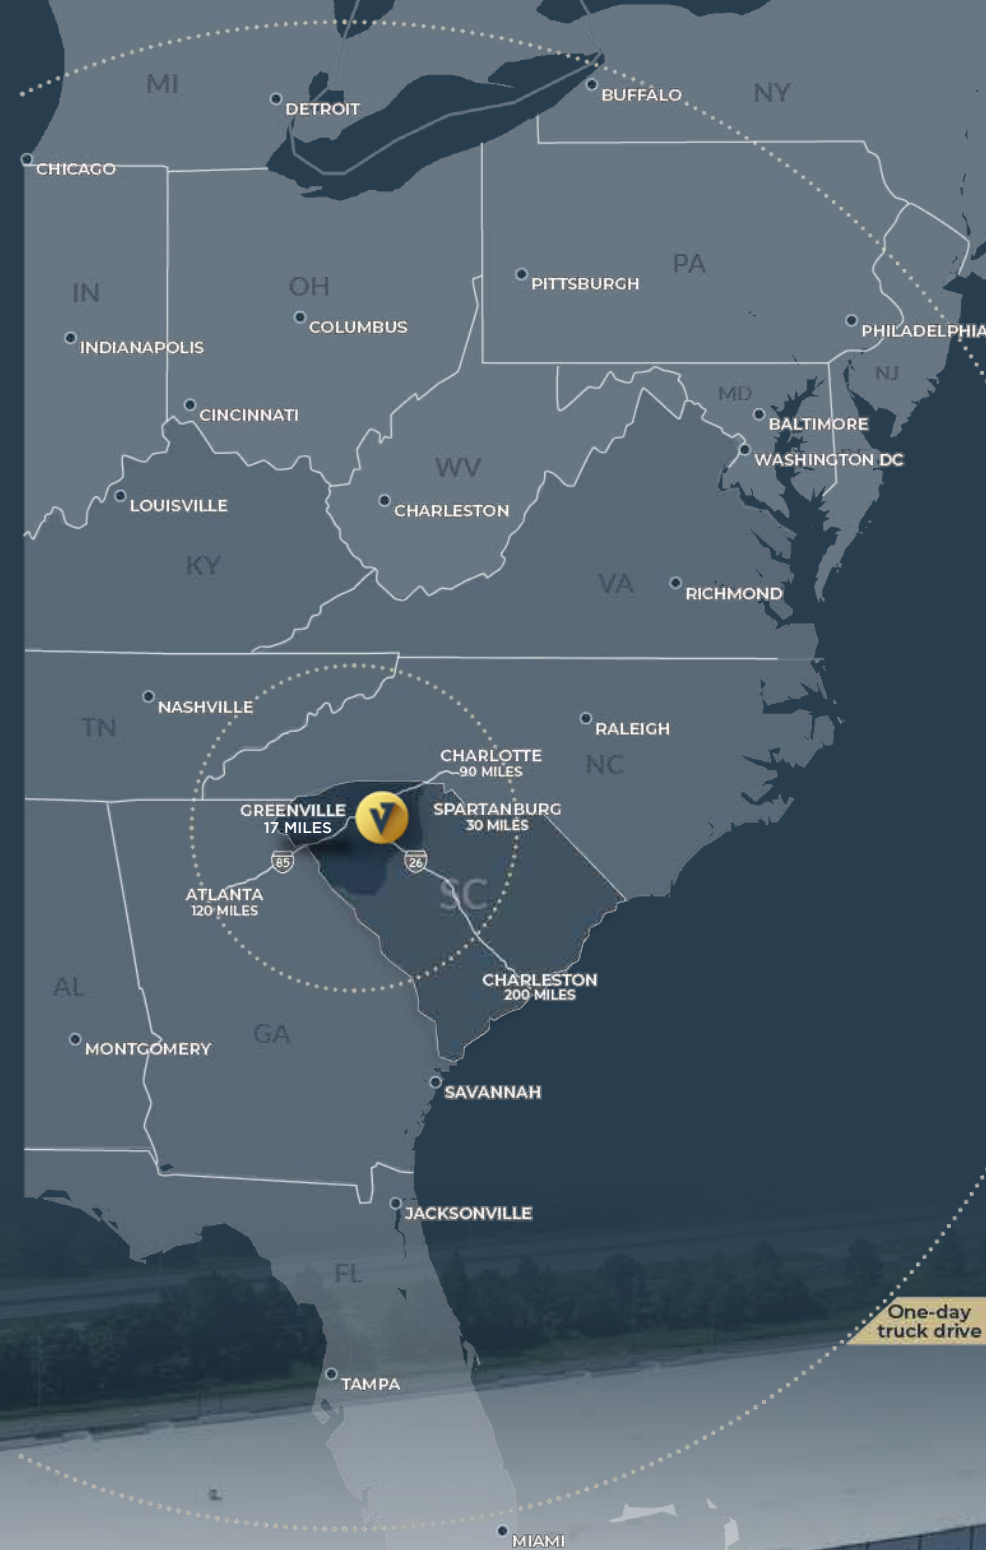 MI
DETROIT
BUFFALO
NY
CHICAGO
PA
PITTSBURGH
IN
OH
COLUMBUS
PHILADELPHIA
INDIANAPOLIS
NJ
MD
CINCINNATI
BALTIMORE
WASHINGTON DC
WV
LOUISVILLE
CHARLESTON
KY
VA
RICHMOND
NASHVILLE
TN
RALEIGH
NC
CHARLOTTE
90 MILES
GREENVILLE
17 MILES
V
SPARTANBURG
30 MILES
85
26
SC
ATLANTA
120 MILES
CHARLESTON
200 MILES
AL
GA
MONTGOMERY
SAVANNAH
JACKSONVILLE
FL
One-day
truck drive
TAMPA
MIAMI